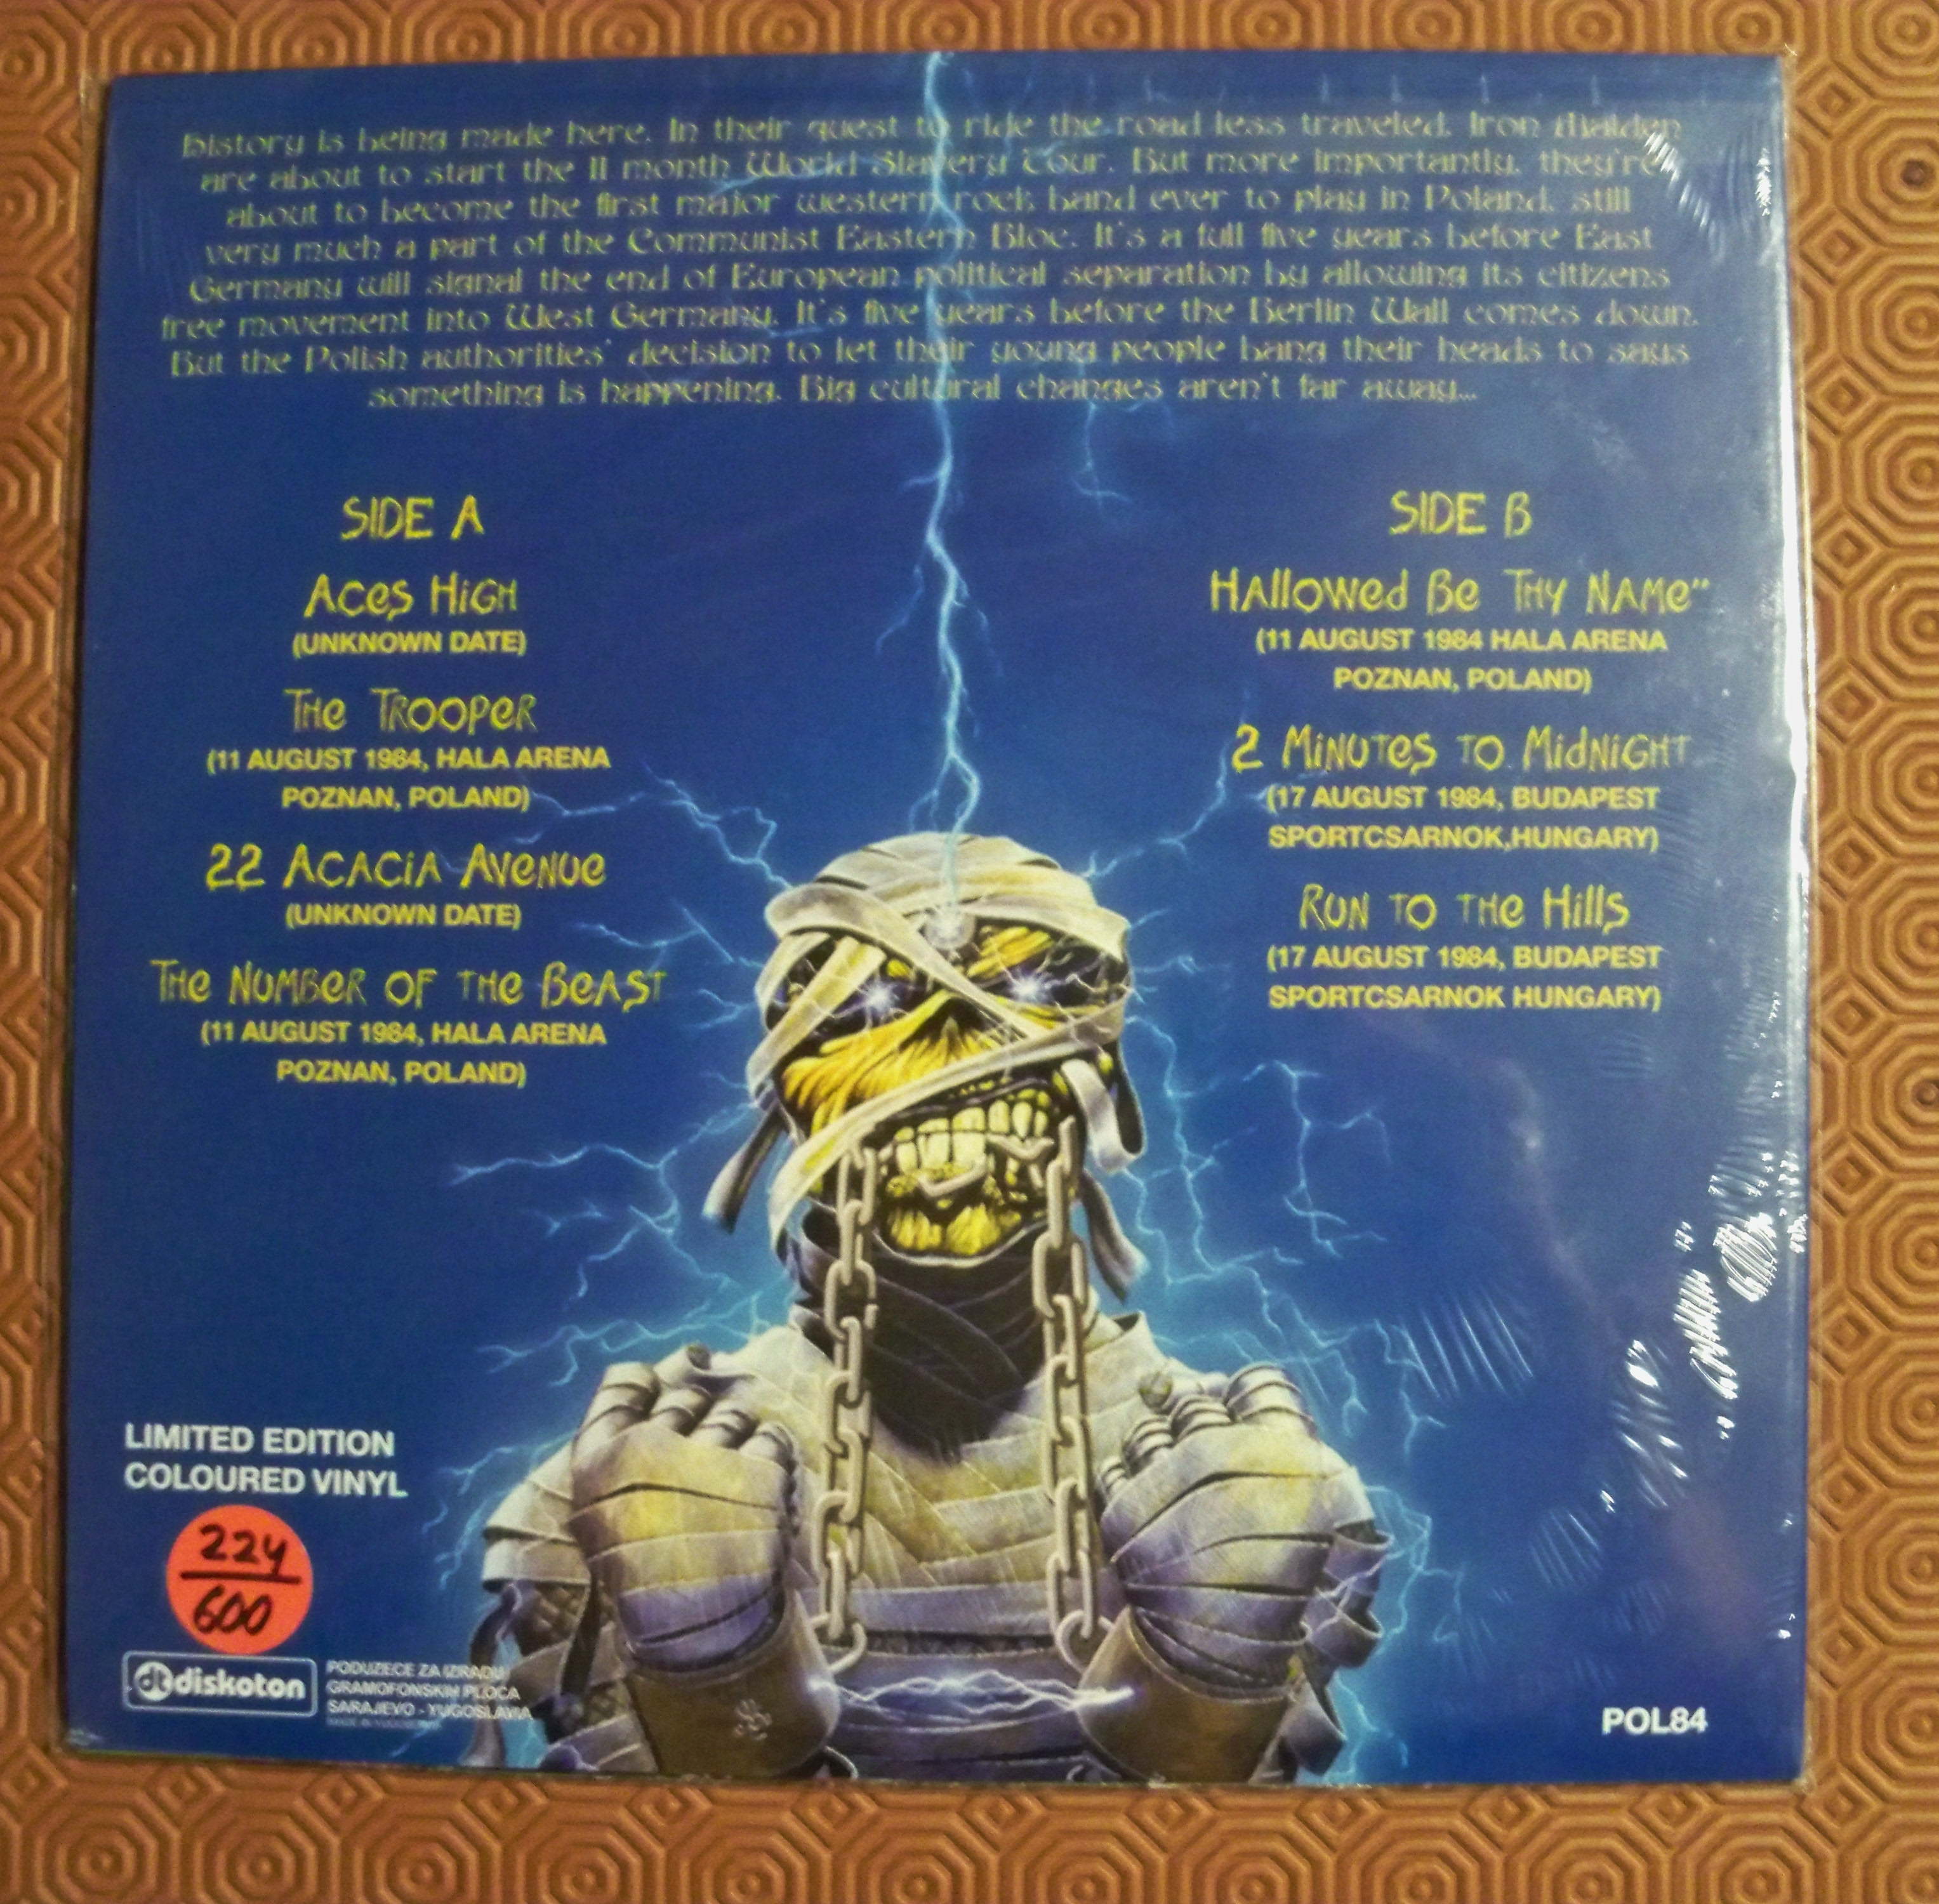 History is being made here. In their quest to ride the road less traveled, Iron Maiden
are about to start the 11 month World Slavery Tour. But more importantly, they're
about to become the first major western rock band ever to play in Poland, still
very much a part of the Communist Eastern Bloc. It's a full five years before East
Germany will signal the end of European political separation by allowing its citizens
free movement into West Germany. It's five years before the Berlin Wall comes down.
But the Polish authorities' decision to let their young people bang their heads to says
something is happening. Big cultural changes aren't far away...
SIDE A
Aces High
(UNKNOWN DATE)
The Trooper
(11 AUGUST 1984, HALA ARENA
POZNAN, POLAND)
22 Acacia Avenue
(UNKNOWN DATE)
The Number of the Beast
(11 AUGUST 1984, HALA ARENA
POZNAN, POLAND)
SIDE B
Hallowed Be Thy Name"
(11 AUGUST 1984 HALA ARENA
POZNAN, POLAND)
2 Minutes to Midnight
(17 AUGUST 1984, BUDAPEST
SPORTCSARNOK,HUNGARY)
Run to the Hills
(17 AUGUST 1984, BUDAPEST
SPORTCSARNOK HUNGARY)
LIMITED EDITION
COLOURED VINYL
224
600
dt diskoton
PODUZECE ZA IZRADU
GRAMOFONSKIH PLOCA
SARAJEVO - YUGOSLAVIA
POL84